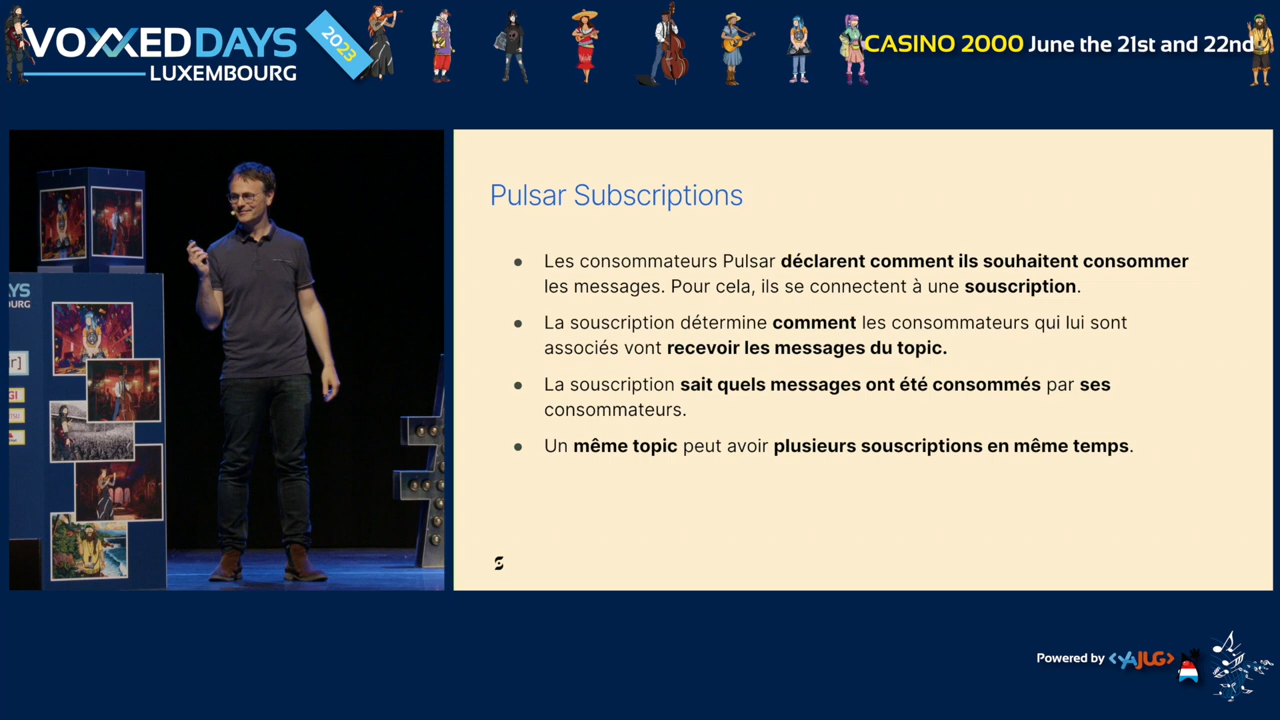 VOXXED DAYS
LUXEMBOURG
2023
CASINO 2000 June the 21st and 22nd
Pulsar Subscriptions
● Les consommateurs Pulsar déclarent comment ils souhaitent consommer
les messages. Pour cela, ils se connectent à une souscription.
● La souscription détermine comment les consommateurs qui lui sont
associés vont recevoir les messages du topic.
● La souscription sait quels messages ont été consommés par ses
consommateurs.
● Un même topic peut avoir plusieurs souscriptions en même temps.
Powered by <YAJUG>